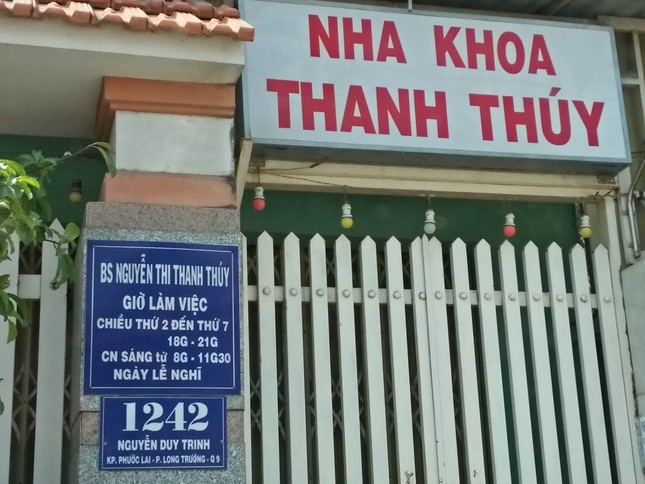 NHA KHOA
THANH THÚY
BS NGUYỄN THI THANH THÚY
GIỜ LÀM VIỆC
CHIỀU THỨ 2 ĐẾN THỨ 7
18G - 21G
CN SÁNG từ 8G - 11G30
NGÀY LỄ NGHĨ
1242
NGUYỄN DUY TRINH
KP. PHƯỚC LAI - P. LONG TRƯỜNG - Q 9